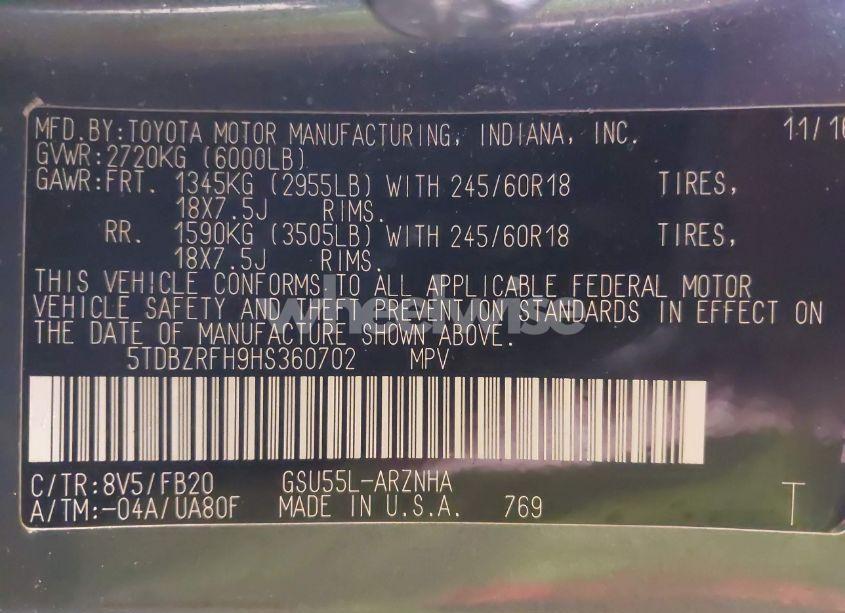 MFD.BY:TOYOTA MOTOR MANUFACTURING, INDIANA, INC. 11/16
GVWR:2720KG (6000LB)
GAWR:FRT. 1345KG (2955LB) WITH 245/60R18 TIRES,
18X7.5J RIMS.
RR. 1590KG (3505LB) WITH 245/60R18 TIRES,
18X7.5J RIMS.
THIS VEHICLE CONFORMS TO ALL APPLICABLE FEDERAL MOTOR
VEHICLE SAFETY AND THEFT PREVENTION STANDARDS IN EFFECT ON
THE DATE OF MANUFACTURE SHOWN ABOVE.
wheelwise
5TDBZRFH9HS360702 MPV
C/TR:8V5/FB20 GSU55L-ARZNHA
A/TM:-04A/UA80F MADE IN U.S.A. 769 T